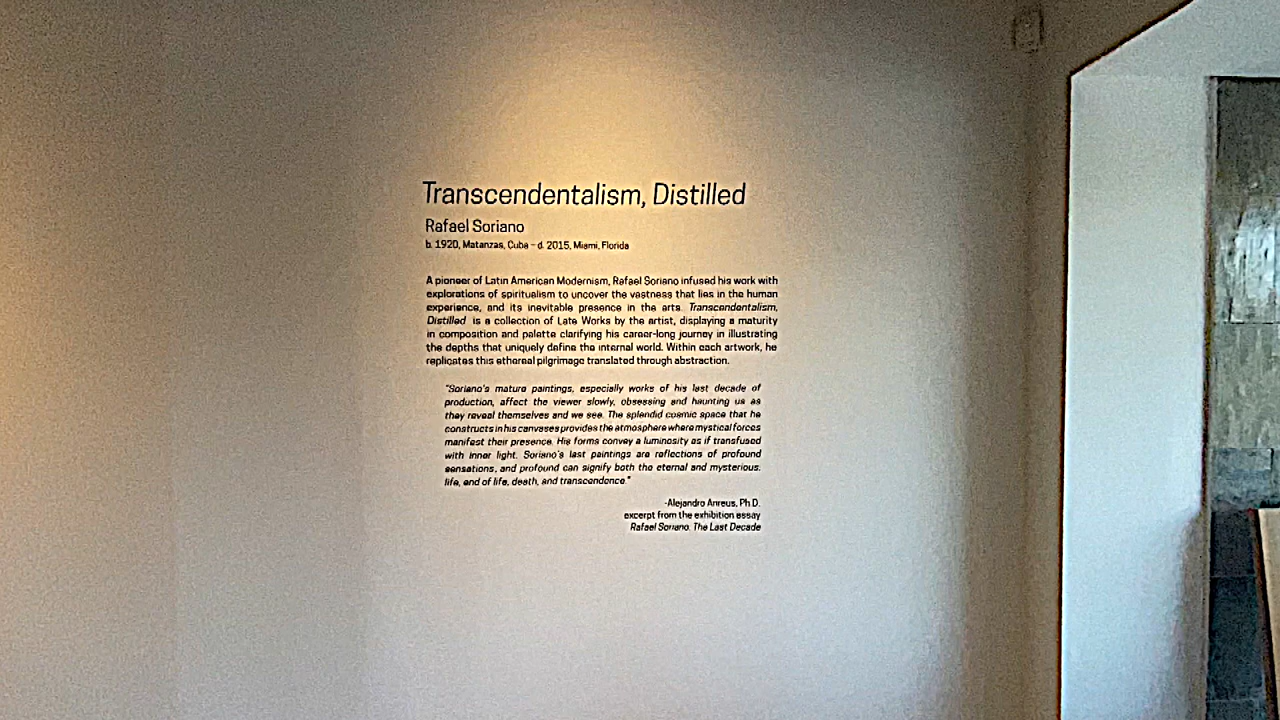 Transcendentalism, Distilled
Rafael Soriano
b. 1920, Matanzas, Cuba – d. 2015, Miami, Florida
A pioneer of Latin American Modernism, Rafael Soriano infused his work with
explorations of spiritualism to uncover the vastness that lies in the human
experience, and its inevitable presence in the arts. Transcendentalism,
Distilled is a collection of Late Works by the artist, displaying a maturity
in composition and palette clarifying his career-long journey in illustrating
the depths that uniquely define the internal world. Within each artwork, he
replicates this ethereal pilgrimage translated through abstraction.
"Soriano's mature paintings, especially works of his last decade of
production, affect the viewer slowly, obsessing and haunting us as
they reveal themselves and we see. The splendid cosmic space that he
constructs in his canvases provides the atmosphere where mystical forces
manifest their presence. His forms convey a luminosity as if transfused
with inner light. Soriano's last paintings are reflections of profound
sensations, and profound can signify both the eternal and mysterious.
life, end of life, death, and transcendence."
-Alejandro Anreus, Ph.D.
excerpt from the exhibition essay
Rafael Soriano: The Last Decade